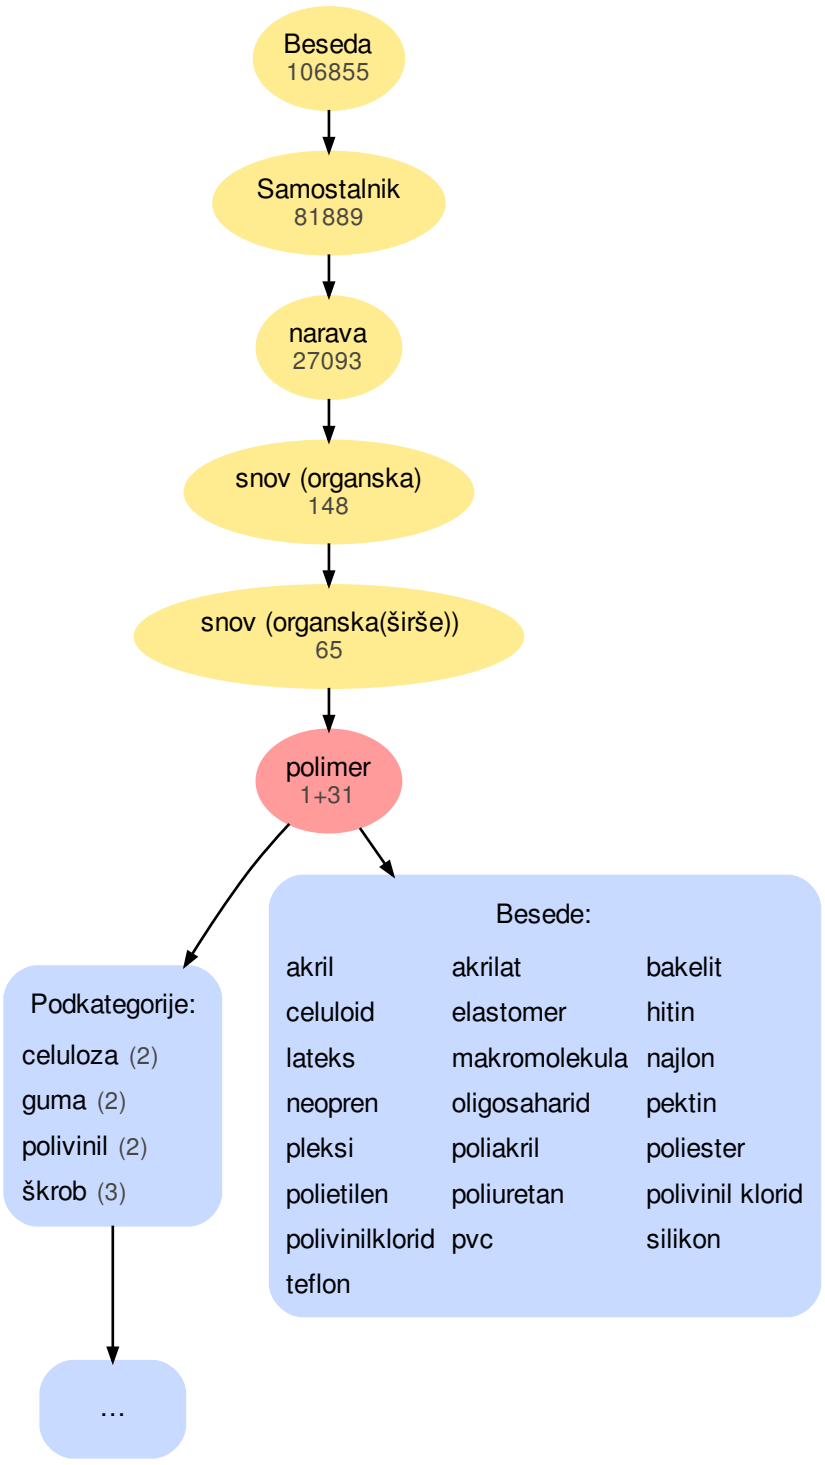 Beseda
106855
Samostalnik
81889
narava
27093
snov (organska)
148
snov (organska(širše))
65
polimer
1+31
Podkategorije:
celuloza (2)
guma (2)
polivinil (2)
škrob (3)
...
Besede:
akril akrilat bakelit
celuloid elastomer hitin
lateks makromolekula najlon
neopren oligosaharid pektin
pleksi poliakril poliester
polietilen poliuretan polivinil klorid
polivinilklorid pvc silikon
teflon